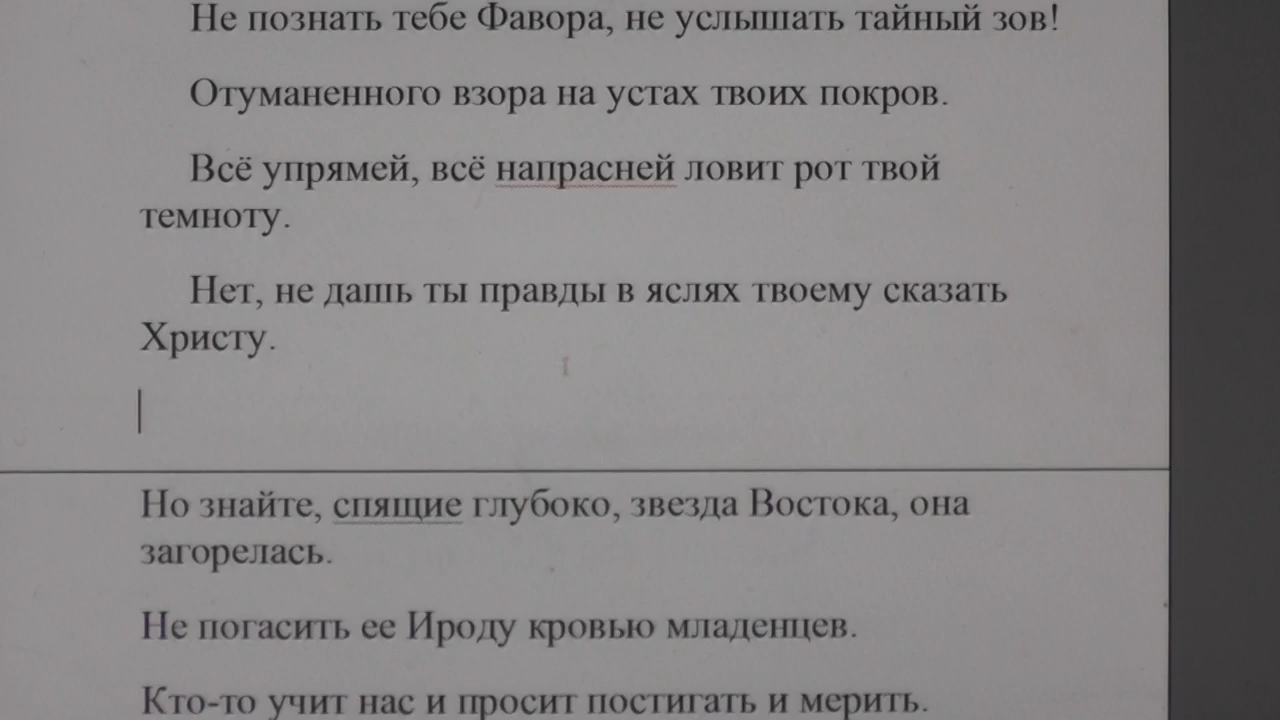 Не познать тебе Фавора, не услышать тайный зов!
Отуманенного взора на устах твоих покров.
Всё упрямей, всё напрасней ловит рот твой
темноту.
Нет, не дашь ты правды в яслях твоему сказать
Христу.
Но знайте, спящие глубоко, звезда Востока, она
загорелась.
Не погасить ее Ироду кровью младенцев.
Кто-то учит нас и просит постигать и мерить.